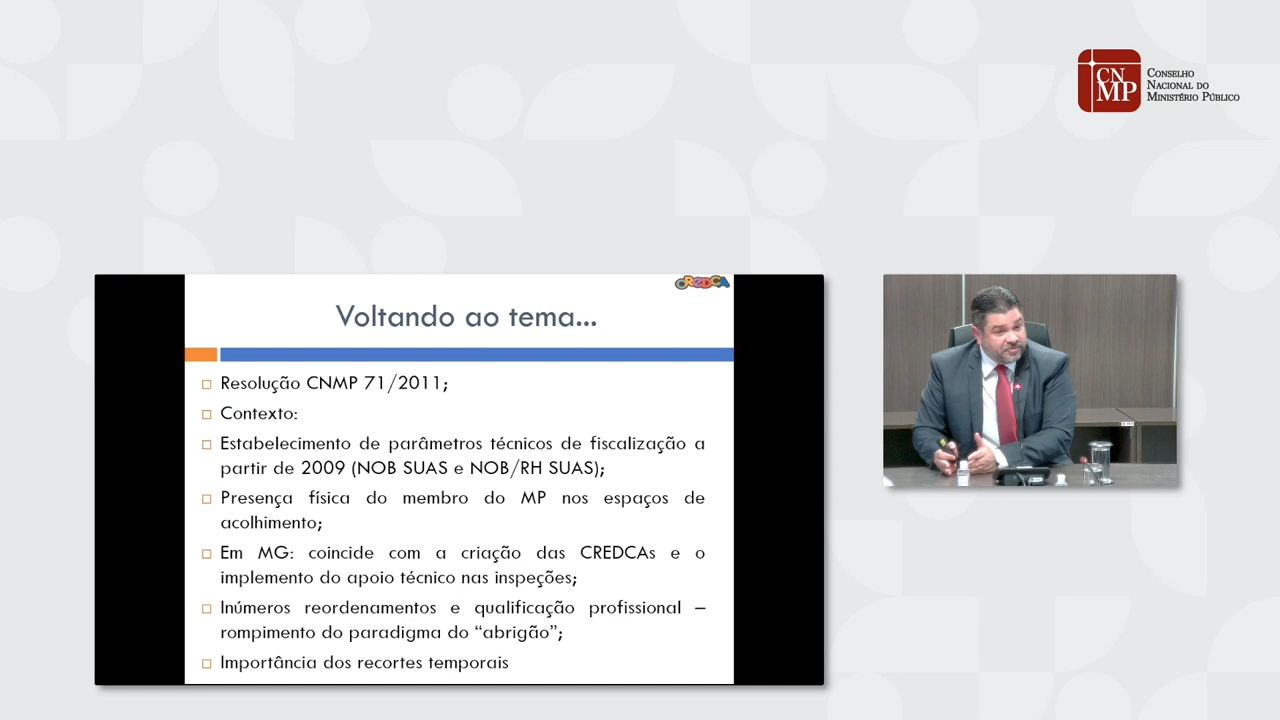 CN
MP
Conselho
Nacional do
Ministério Público
CREDCA
Voltando ao tema...
Resolução CNMP 71/2011;
Contexto:
Estabelecimento de parâmetros técnicos de fiscalização a
partir de 2009 (NOB SUAS e NOB/RH SUAS);
Presença física do membro do MP nos espaços de
acolhimento;
Em MG: coincide com a criação das CREDCAs e o
implemento do apoio técnico nas inspeções;
Inúmeros reordenamentos e qualificação profissional –
rompimento do paradigma do “abrigão”;
Importância dos recortes temporais